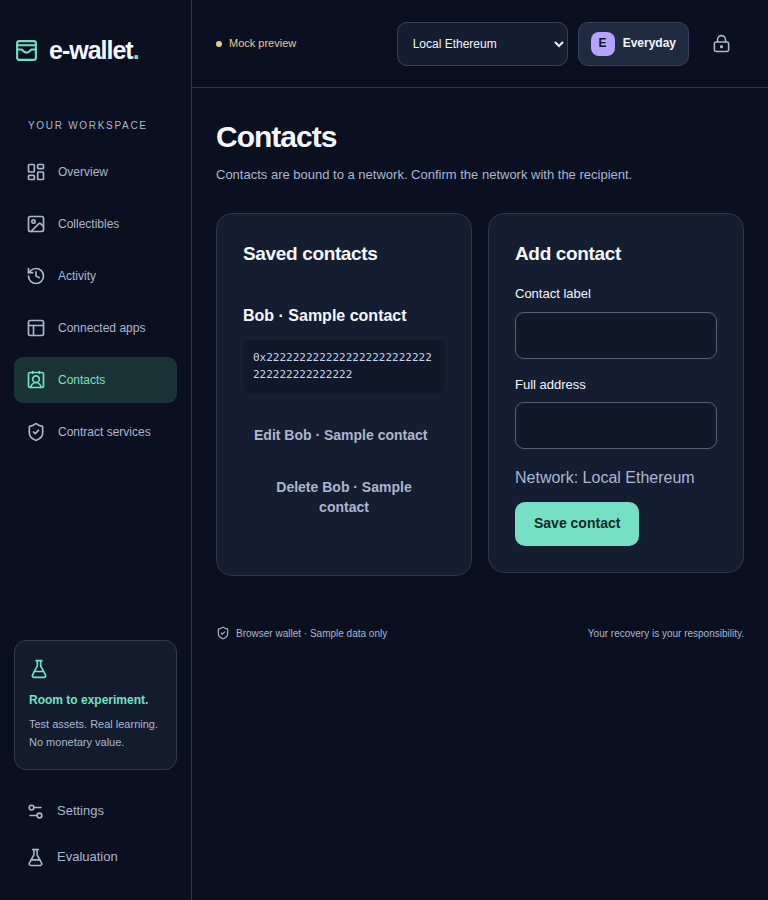 e-wallet.
YOUR WORKSPACE
Overview
Collectibles
Activity
Connected apps
Contacts
Contract services
Room to experiment.
Test assets. Real learning.
No monetary value.
Settings
Evaluation
Mock preview
Local Ethereum
E
Everyday
Contacts
Contacts are bound to a network. Confirm the network with the recipient.
Saved contacts
Bob · Sample contact
0x2222222222222222222222222
222222222222222
Edit Bob · Sample contact
Delete Bob · Sample
contact
Add contact
Contact label
Full address
Network: Local Ethereum
Save contact
Browser wallet · Sample data only
Your recovery is your responsibility.